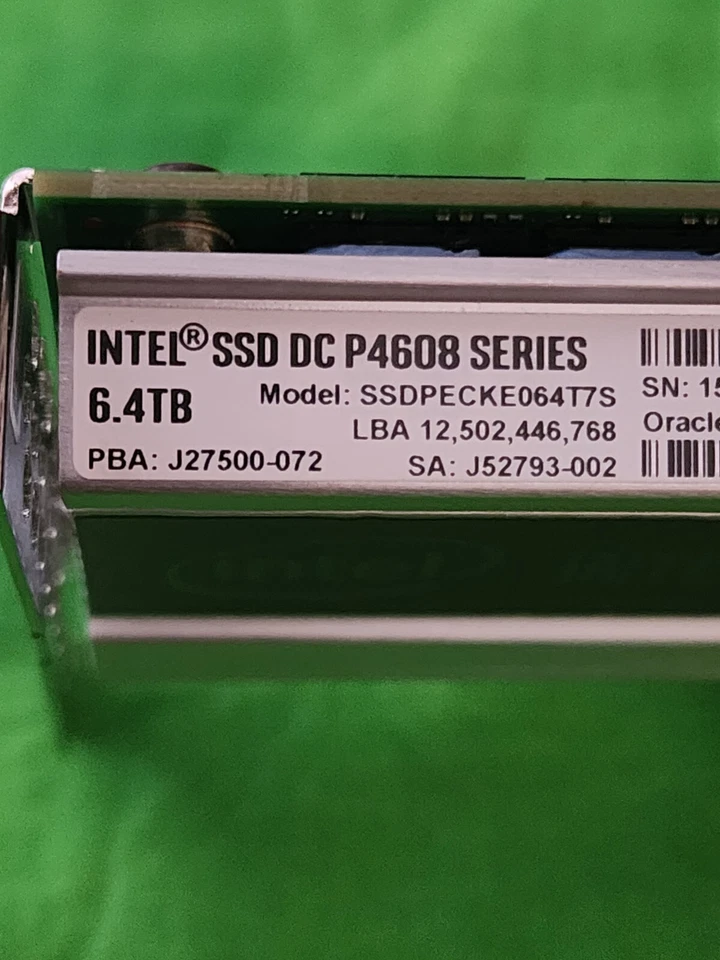 INTEL® SSD DC P4608 SERIES
6.4TB
Model: SSDPECKE064T7S
LBA 12,502,446,768
PBA: J27500-072
SA: J52793-002
SN: 15
Oracle